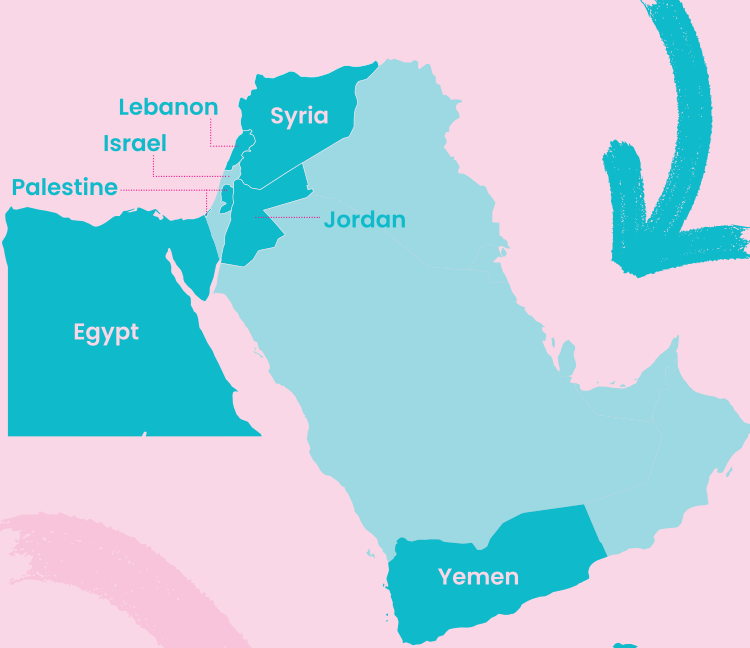 Syria
Lebanon
Israel
Palestine
Jordan
Egypt
Yemen